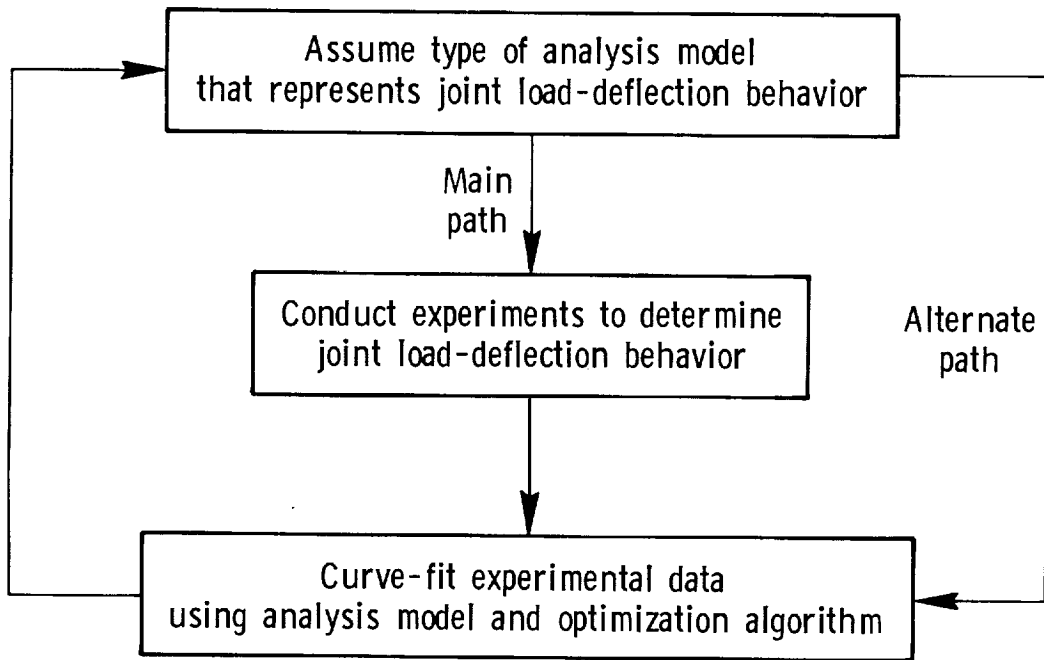 Assume type of analysis model
that represents joint load-deflection behavior
Main
path
Conduct experiments to determine
joint load-deflection behavior
Alternate
path
Curve-fit experimental data
using analysis model and optimization algorithm